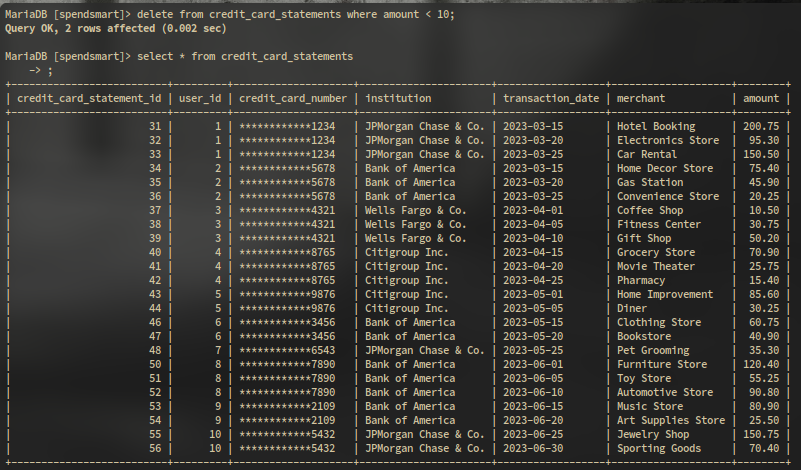 MariaDB [spendsmart]> delete from credit_card_statements where amount < 10;
Query OK, 2 rows affected (0.002 sec)
MariaDB [spendsmart]> select * from credit_card_statements
    -> ;
+--------------------------+---------+--------------------+-----------------------+------------------+--------------------+--------+
| credit_card_statement_id | user_id | credit_card_number | institution           | transaction_date | merchant           | amount |
+--------------------------+---------+--------------------+-----------------------+------------------+--------------------+--------+
|                       31 |       1 | ************1234   | JPMorgan Chase & Co. | 2023-03-15       | Hotel Booking      | 200.75 |
|                       32 |       1 | ************1234   | JPMorgan Chase & Co. | 2023-03-20       | Electronics Store  |  95.30 |
|                       33 |       1 | ************1234   | JPMorgan Chase & Co. | 2023-03-25       | Car Rental         | 150.50 |
|                       34 |       2 | ************5678   | Bank of America      | 2023-03-15       | Home Decor Store   |  75.40 |
|                       35 |       2 | ************5678   | Bank of America      | 2023-03-20       | Gas Station        |  45.90 |
|                       36 |       2 | ************5678   | Bank of America      | 2023-03-25       | Convenience Store  |  20.25 |
|                       37 |       3 | ************4321   | Wells Fargo & Co.    | 2023-04-01       | Coffee Shop        |  10.50 |
|                       38 |       3 | ************4321   | Wells Fargo & Co.    | 2023-04-05       | Fitness Center     |  30.75 |
|                       39 |       3 | ************4321   | Wells Fargo & Co.    | 2023-04-10       | Gift Shop          |  50.20 |
|                       40 |       4 | ************8765   | Citigroup Inc.       | 2023-04-15       | Grocery Store      |  70.90 |
|                       41 |       4 | ************8765   | Citigroup Inc.       | 2023-04-20       | Movie Theater      |  25.75 |
|                       42 |       4 | ************8765   | Citigroup Inc.       | 2023-04-25       | Pharmacy           |  15.40 |
|                       43 |       5 | ************9876   | Citigroup Inc.       | 2023-05-01       | Home Improvement   |  85.60 |
|                       44 |       5 | ************9876   | Citigroup Inc.       | 2023-05-05       | Diner              |  30.25 |
|                       46 |       6 | ************3456   | Bank of America      | 2023-05-15       | Clothing Store     |  60.75 |
|                       47 |       6 | ************3456   | Bank of America      | 2023-05-20       | Bookstore          |  40.90 |
|                       48 |       7 | ************6543   | JPMorgan Chase & Co. | 2023-05-25       | Pet Grooming       |  35.30 |
|                       50 |       8 | ************7890   | Bank of America      | 2023-06-01       | Furniture Store    | 120.40 |
|                       51 |       8 | ************7890   | Bank of America      | 2023-06-05       | Toy Store          |  55.25 |
|                       52 |       8 | ************7890   | Bank of America      | 2023-06-10       | Automotive Store   |  90.80 |
|                       53 |       9 | ************2109   | Bank of America      | 2023-06-15       | Music Store        |  80.90 |
|                       54 |       9 | ************2109   | Bank of America      | 2023-06-20       | Art Supplies Store |  25.50 |
|                       55 |      10 | ************5432   | JPMorgan Chase & Co. | 2023-06-25       | Jewelry Shop       | 150.75 |
|                       56 |      10 | ************5432   | JPMorgan Chase & Co. | 2023-06-30       | Sporting Goods     |  70.40 |
+--------------------------+---------+--------------------+-----------------------+------------------+--------------------+--------+